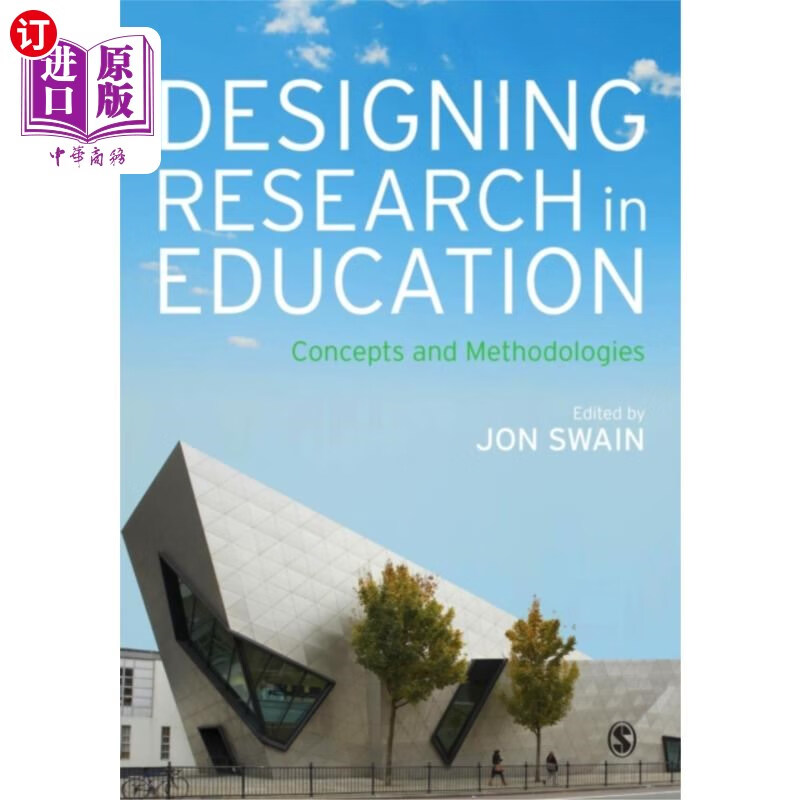 订
进口
原版
中华商务
DESIGNING
RESEARCH in
EDUCATION
Concepts and Methodologies
Edited by
JON SWAIN
S